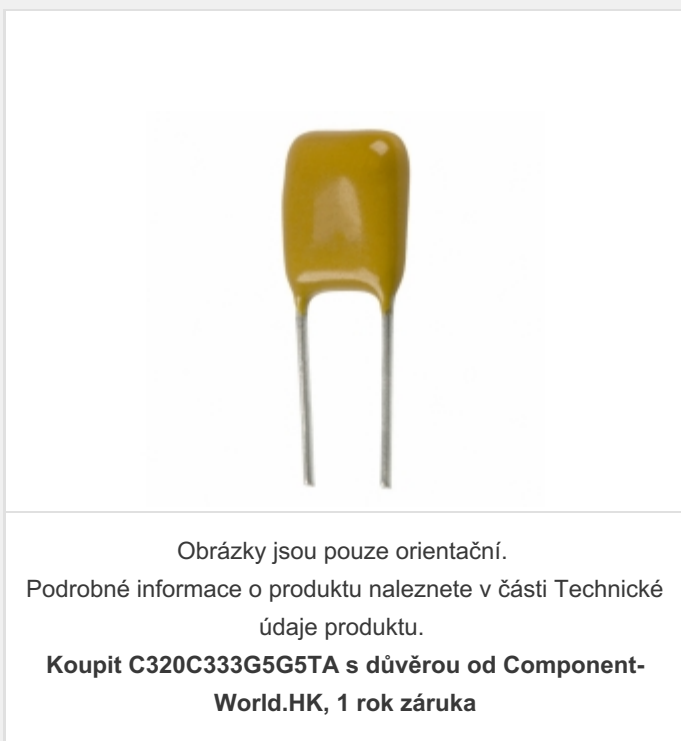 Obrázky jsou pouze orientační.
Podrobné informace o produktu naleznete v části Technické
údaje produktu.
Koupit C320C333G5G5TA s důvěrou od Component-
World.HK, 1 rok záruka